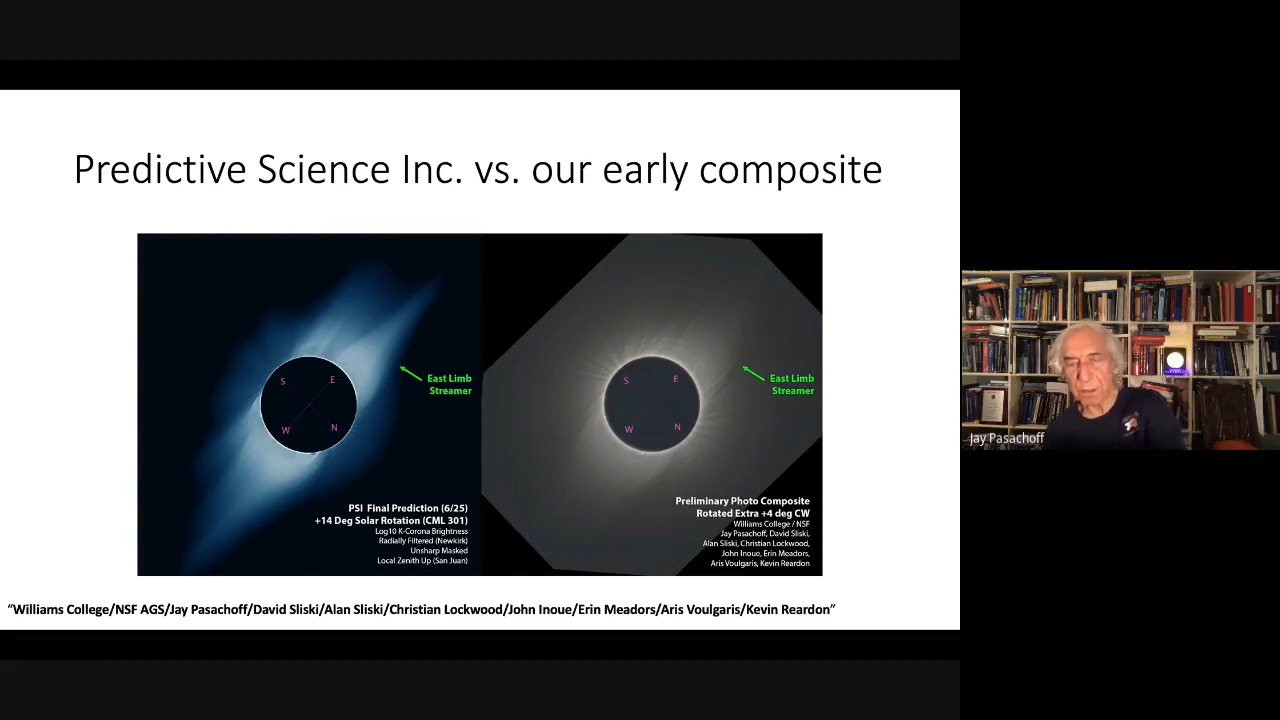 Predictive Science Inc. vs. our early composite
S
E
W
N
East Limb
Streamer
PSI Final Prediction (6/25)
+14 Deg Solar Rotation (CML 301)
Log10 K-Corona Brightness
Radially Filtered (Newkirk)
Unsharp Masked
Local Zenith Up (San Juan)
S
E
W
N
East Limb
Streamer
Preliminary Photo Composite
Rotated Extra +4 deg CW
Williams College / NSF
Jay Pasachoff, David Sliski,
Alan Sliski, Christian Lockwood,
John Inoue, Erin Meadors,
Aris Voulgaris, Kevin Reardon
“Williams College/NSF AGS/Jay Pasachoff/David Sliski/Alan Sliski/Christian Lockwood/John Inoue/Erin Meadors/Aris Voulgaris/Kevin Reardon”
Jay Pasachoff